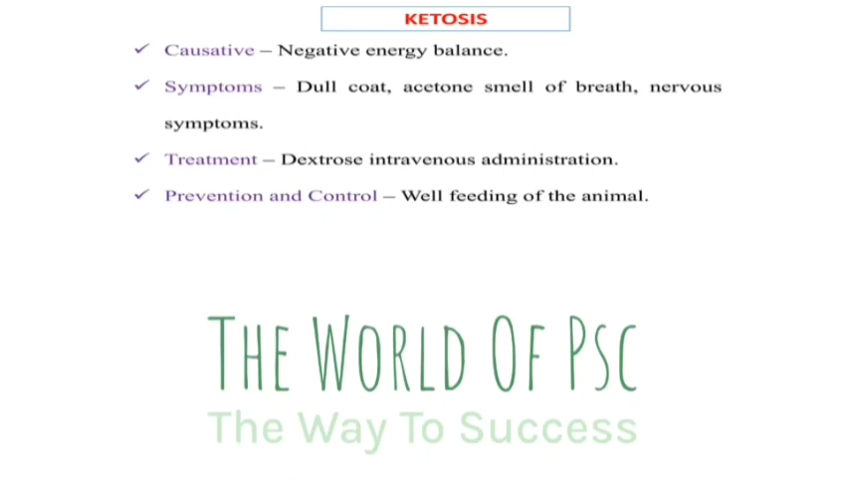 KETOSIS
✓ Causative – Negative energy balance.
✓ Symptoms – Dull coat, acetone smell of breath, nervous
symptoms.
✓ Treatment – Dextrose intravenous administration.
✓ Prevention and Control – Well feeding of the animal.
The World Of Psc
The Way To Success